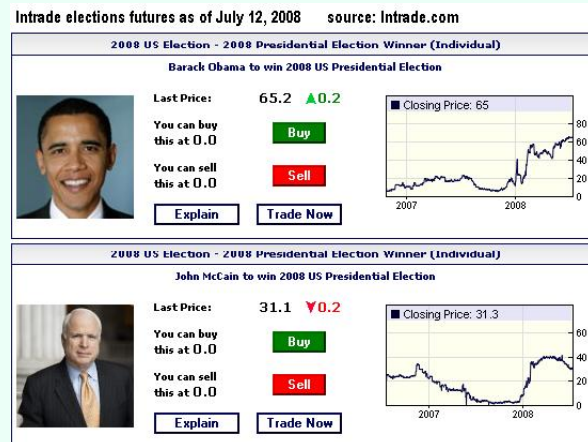 Intrade elections futures as of July 12, 2008 source: Intrade.com
2008 US Election - 2008 Presidential Election Winner (Individual)
Barack Obama to win 2008 US Presidential Election
Last Price: 65.2 ▲0.2
You can buy
this at 0.0
Buy
You can sell
this at 0.0
Sell
Explain Trade Now
Closing Price: 65
80
60
40
20
0
2007 2008
2008 US Election - 2008 Presidential Election Winner (Individual)
John McCain to win 2008 US Presidential Election
Last Price: 31.1 ▼0.2
You can buy
this at 0.0
Buy
You can sell
this at 0.0
Sell
Explain Trade Now
Closing Price: 31.3
60
40
20
0
2007 2008